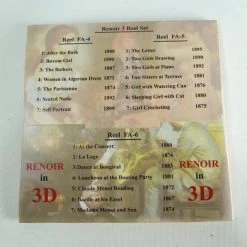 Renoir 3 Reel Set
Reel FA-4
1: After the Bath 1888
2: Boxom Girl
3: The Bathers 1887
4: Women in Algerian Dress 1871
5: The Parisienne 1874
6: Seated Nude 1892
7: Self Portrait
Reel FA-5
1: The Letter 1895
2: Two Girls Drawing 1890
3: Two Girls at Piano 1892
4: Two Sisters at Terrace 1881
5: Girl with Watering Can 1876
6: Sleeping Girl with Cat 1880
7: Girl Crocheting 1875
Reel FA-6
RENOIR
in
3D
1: At the Concert 1880
2: La Loge 1874
3: Dance at Bougival 1883
4: Luncheon at the Boating Party 1881
5: Claude Monet Reading 1872
6: Bazille at his Easel 1867
7: Madame Monet and Son 1874
RENOIR
in
3D